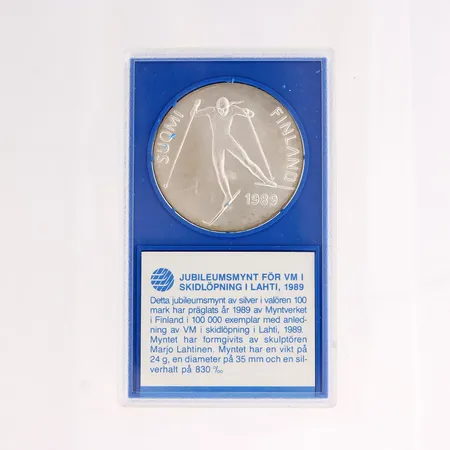 SUOMI
FINLAND
1989
JUBILEUMSMYNT FÖR VM I
SKIDLÖPNING I LAHTI, 1989
Detta jubileumsmynt av silver i valören 100
mark har präglats år 1989 av Myntverket
i Finland i 100 000 exemplar med anled-
ning av VM i skidlöpning i Lahti, 1989.
Myntet har formgivits av skulptören
Marjo Lahtinen. Myntet har en vikt på
24 g, en diameter på 35 mm och en sil-
verhalt på 830 ‰